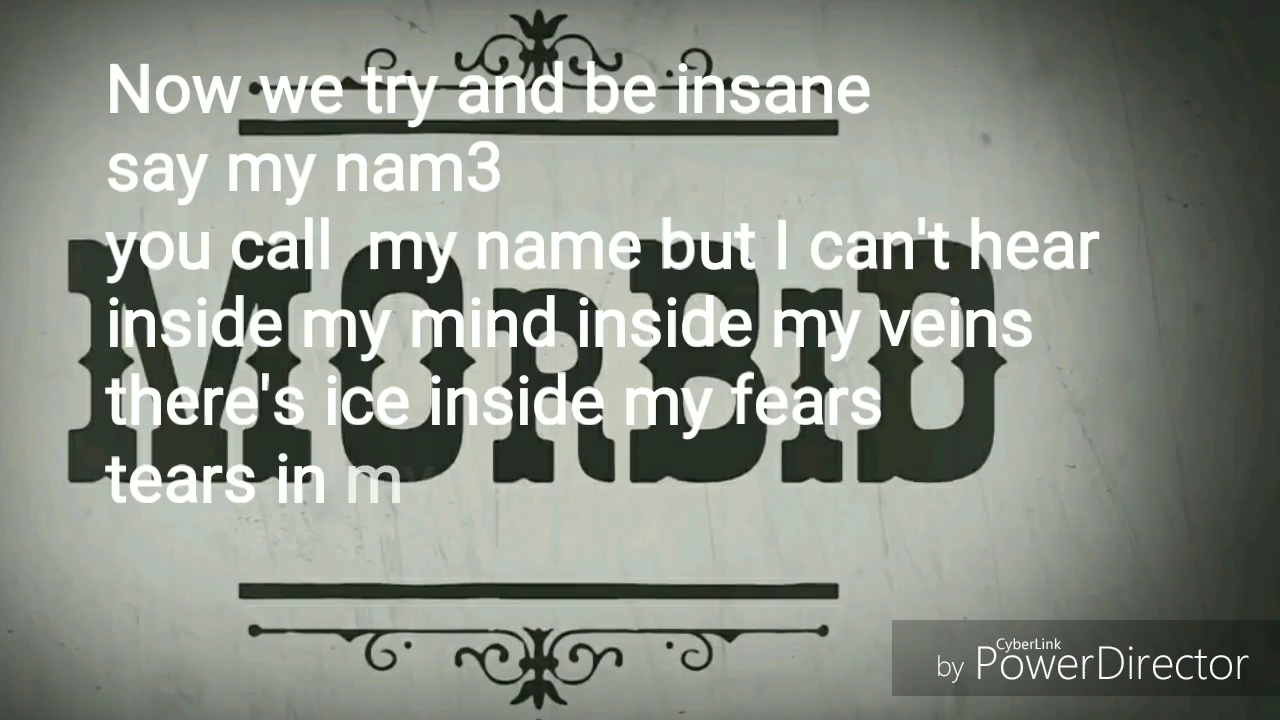 Now we try and be insane
say my nam3
you call  my name but I can't hear
inside my mind inside my veins
there's ice inside my fears
tears in my
MORBID
by CyberLink PowerDirector